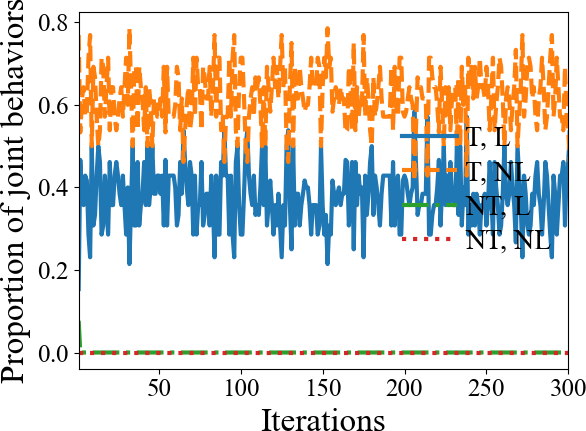 Proportion of joint behaviors
0.8
0.6
0.4
0.2
0.0
T, L
T, NL
NT, L
NT, NL
50
100
150
200
250
300
Iterations